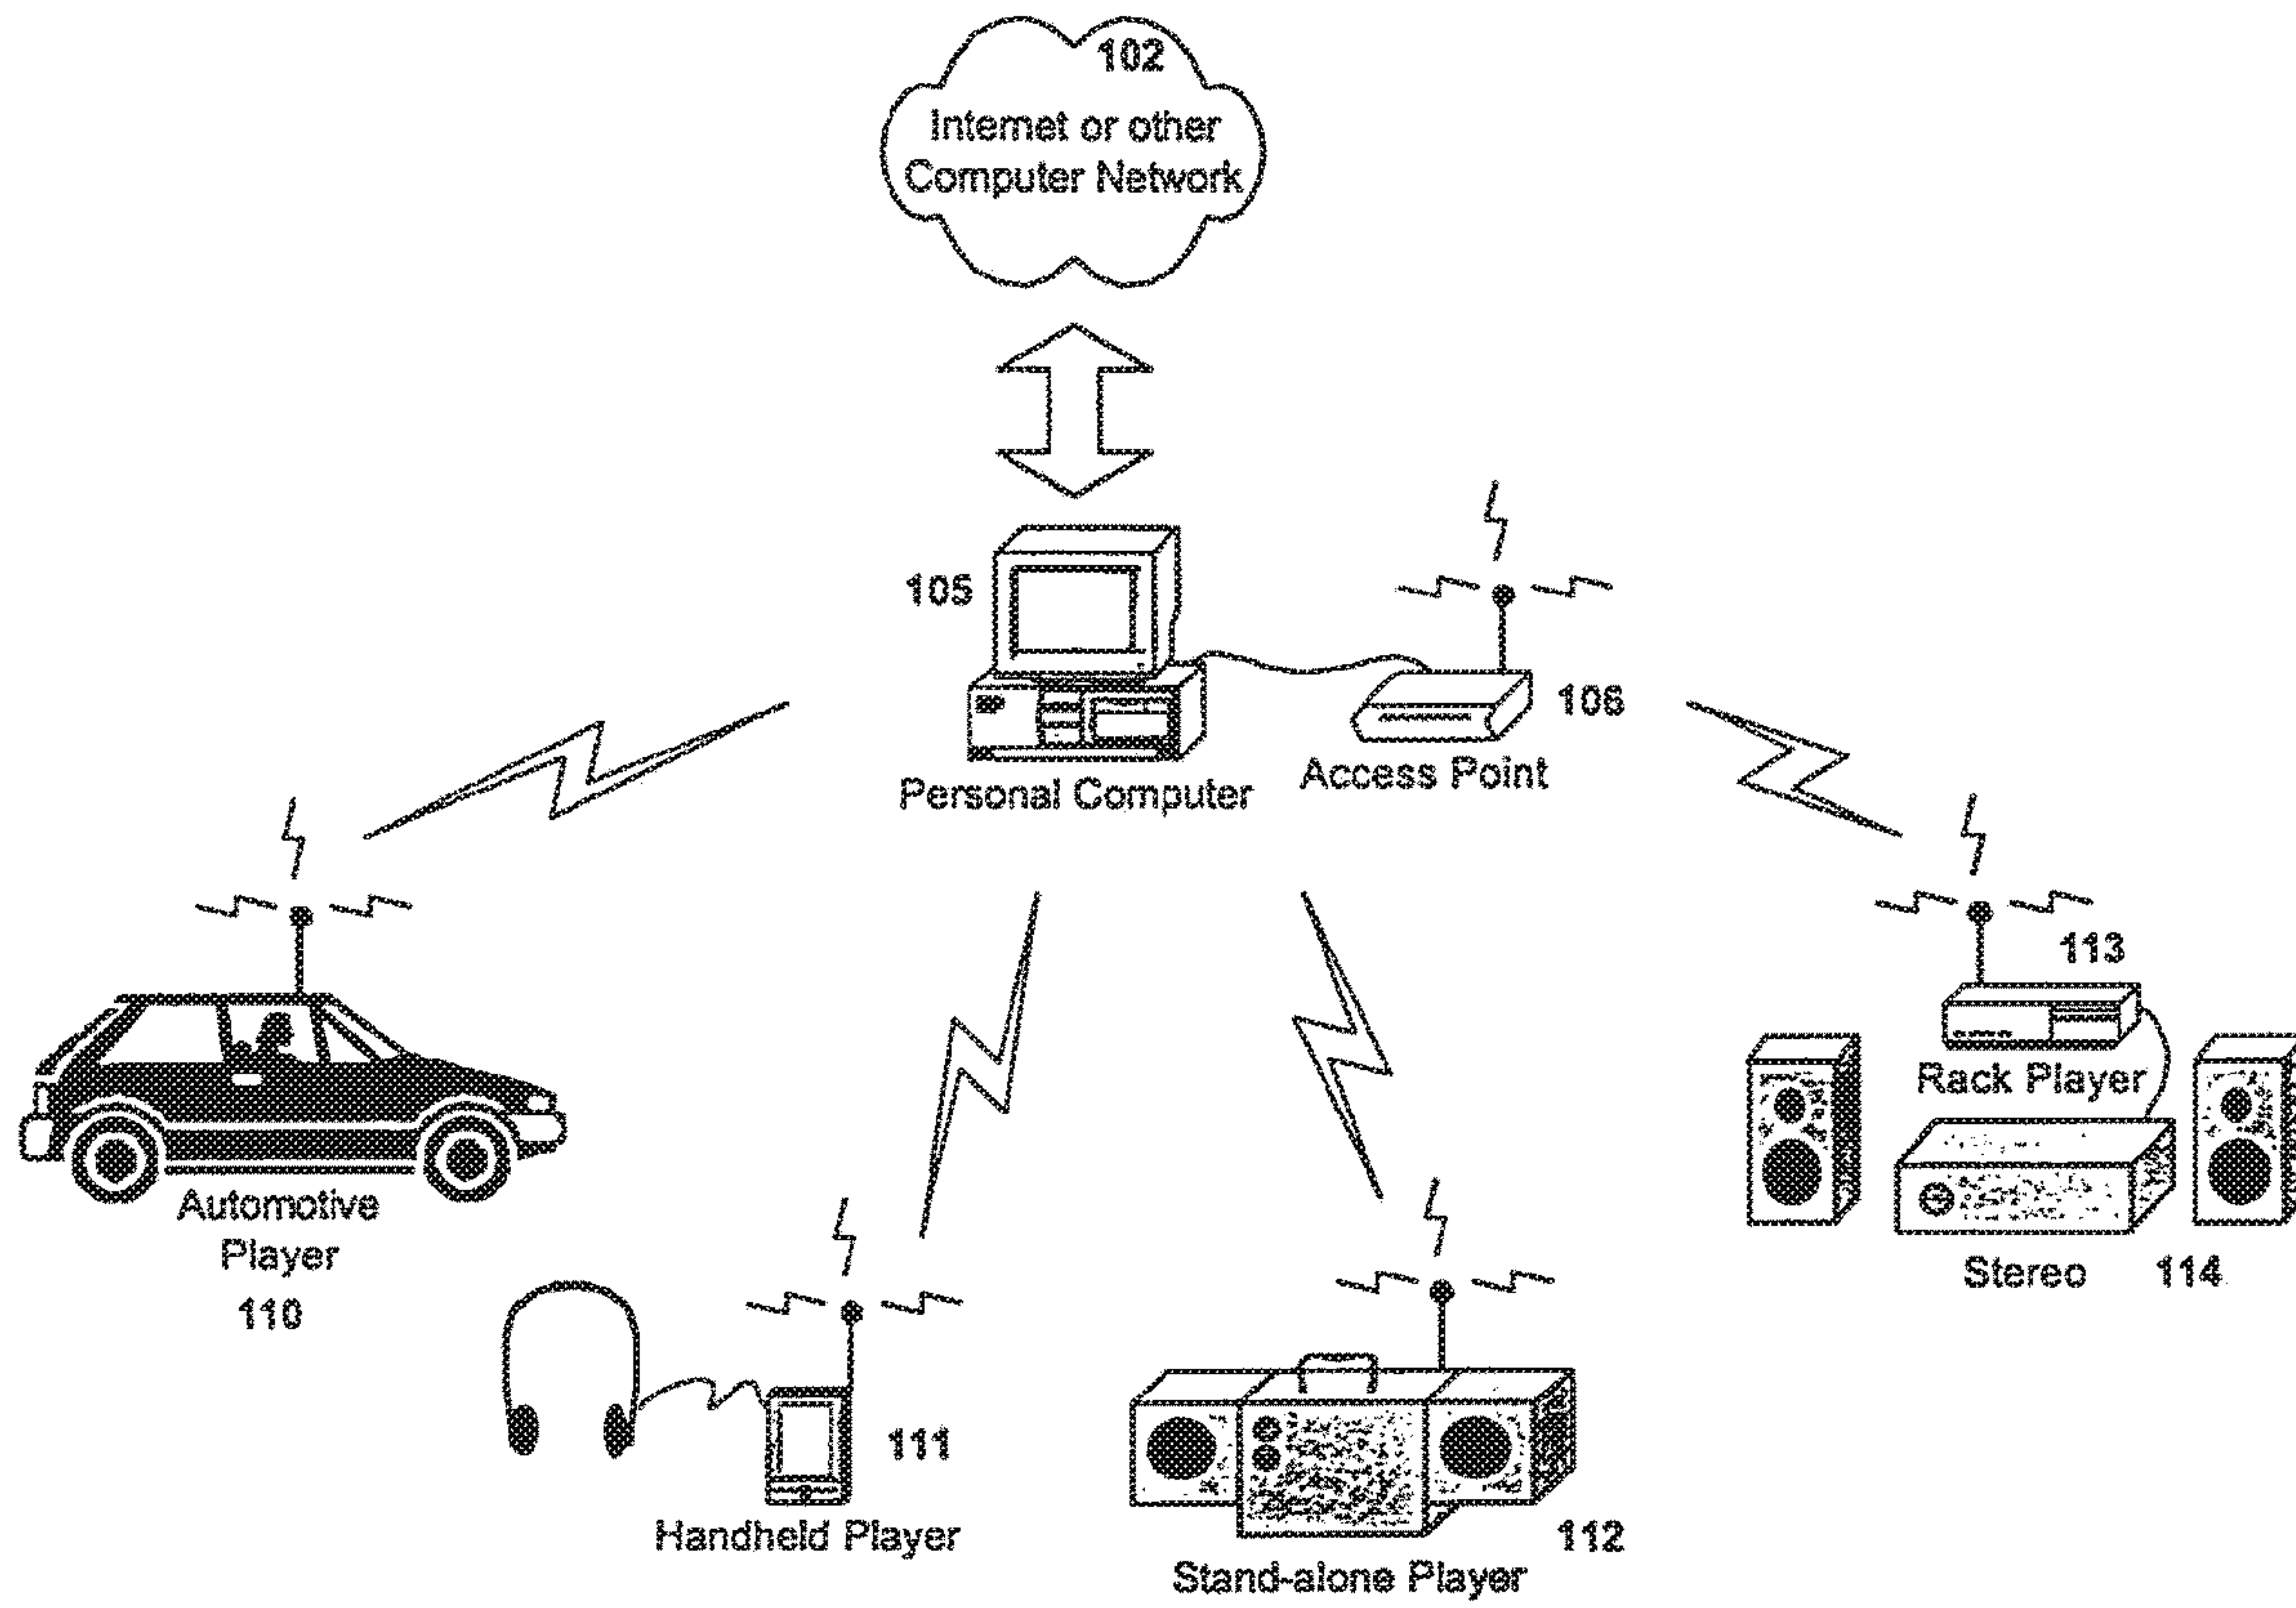 102
Internet or other
Computer Network
105
106
Personal Computer
Access Point
113
Rack Player
Automotive
Player
110
Stereo 114
111
Handheld Player
112
Stand-alone Player